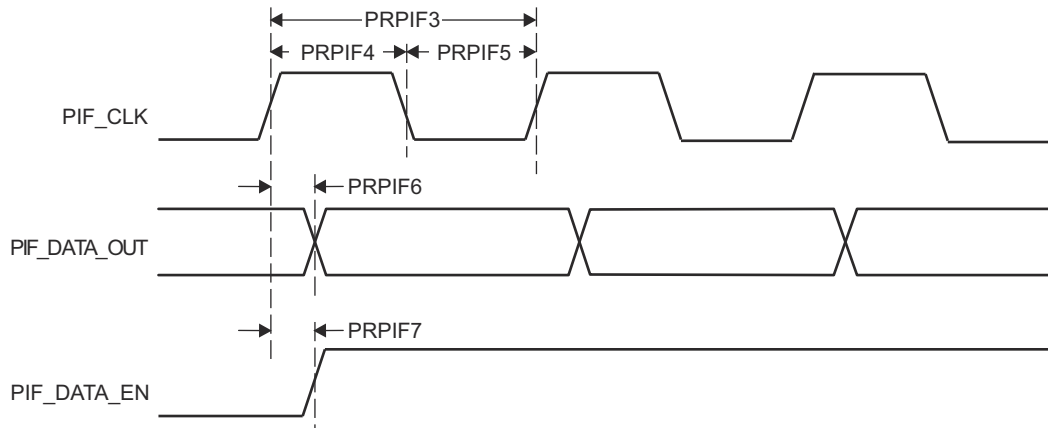 PRPIF3
PRPIF4
PRPIF5
PIF_CLK
PRPIF6
PIF_DATA_OUT
PRPIF7
PIF_DATA_EN